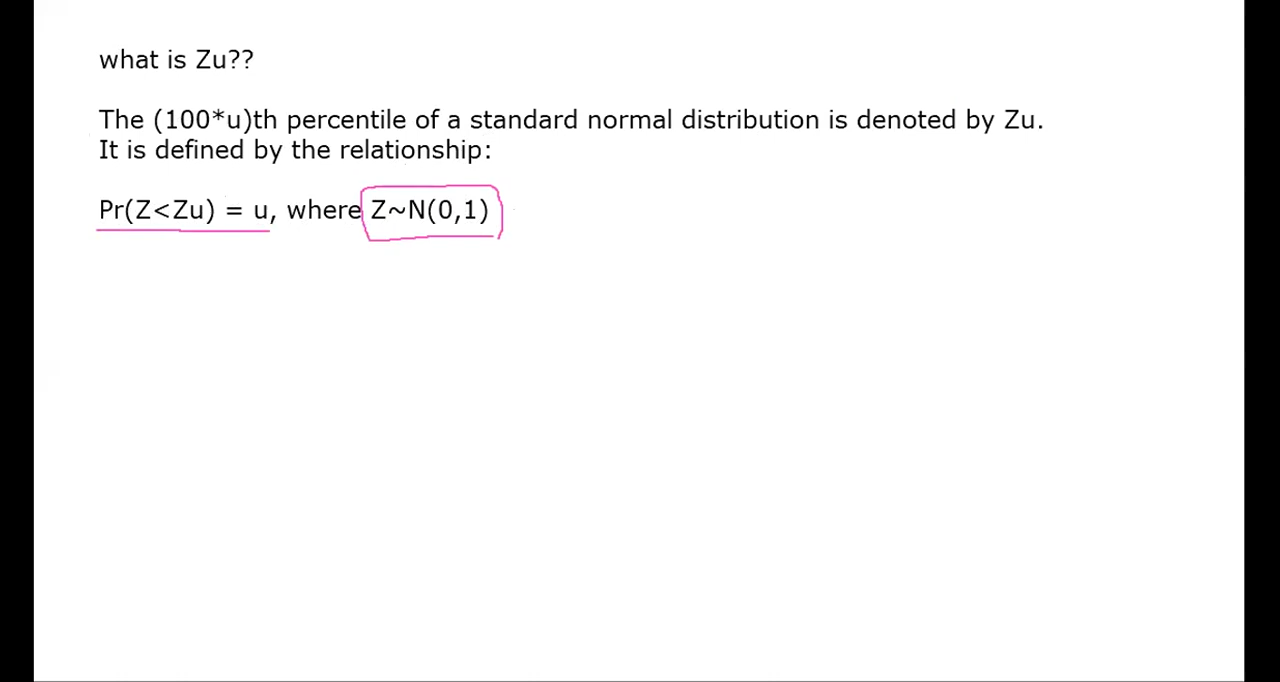 what is Zu??
The (100*u)th percentile of a standard normal distribution is denoted by Zu.
It is defined by the relationship:
Pr(Z<Zu) = u, where Z~N(0,1)